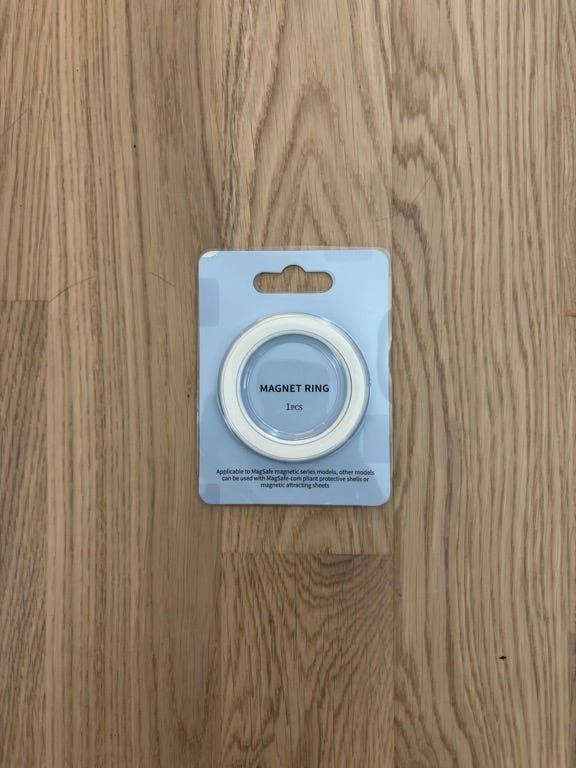 MAGNET RING
1PCS
Applicable to MagSafe magnetic series models, other models
can be used with MagSafe-com pliant protective shells or
magnetic attracting sheets